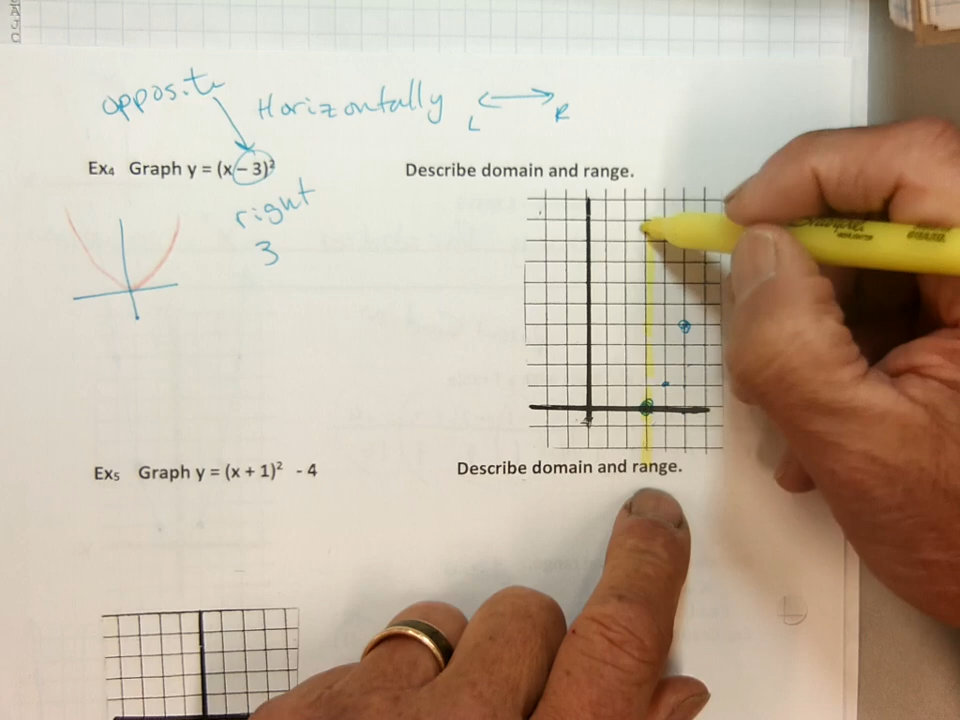 opposite
Horizontally L R
Ex4 Graph y = (x – 3)² Describe domain and range.
right
3
Ex5 Graph y = (x + 1)² - 4 Describe domain and range.